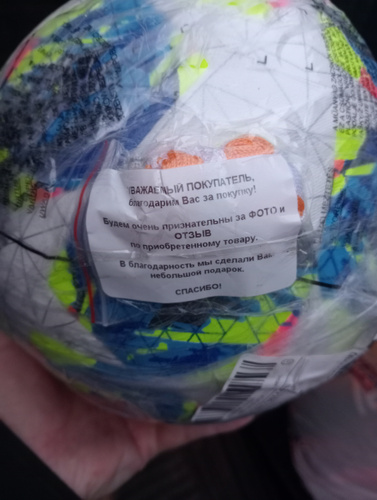 УВАЖАЕМЫЙ ПОКУПАТЕЛЬ,
благодарим Вас за покупку!
Будем очень признательны за ФОТО и
ОТЗЫВ
по приобретенному товару.
В благодарность мы сделали Вам
небольшой подарок.
СПАСИБО!